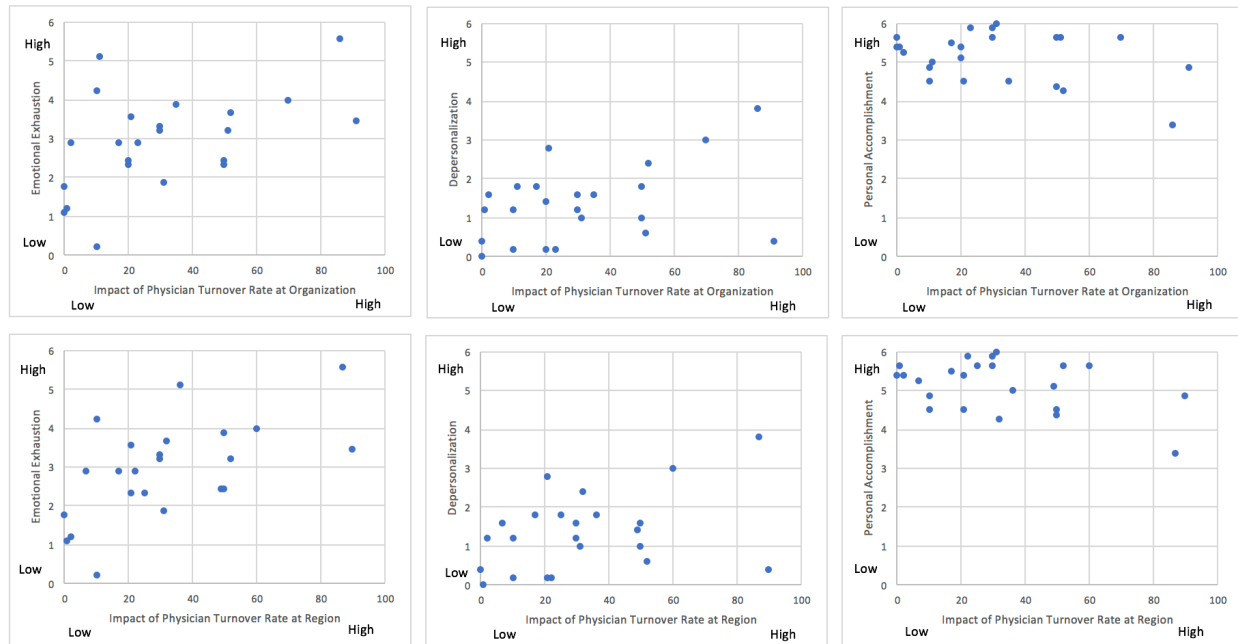 6
High
5
4
3
2
1
Low
0
Emotional Exhaustion
0 20 40 60 80 100
Impact of Physician Turnover Rate at Organization
Low High
6
High
5
4
3
2
1
Low
0
Depersonalization
0 20 40 60 80 100
Impact of Physician Turnover Rate at Organization
Low High
6
High
5
4
3
2
1
Low
0
Personal Accomplishment
0 20 40 60 80 100
Impact of Physician Turnover Rate at Organization
Low High
6
High
5
4
3
2
1
Low
0
Emotional Exhaustion
0 20 40 60 80 100
Impact of Physician Turnover Rate at Region
Low High
6
High
5
4
3
2
1
Low
0
Depersonalization
0 20 40 60 80 100
Impact of Physician Turnover Rate at Region
Low High
6
High
5
4
3
2
1
Low
0
Personal Accomplishment
0 20 40 60 80 100
Impact of Physician Turnover Rate at Region
Low High